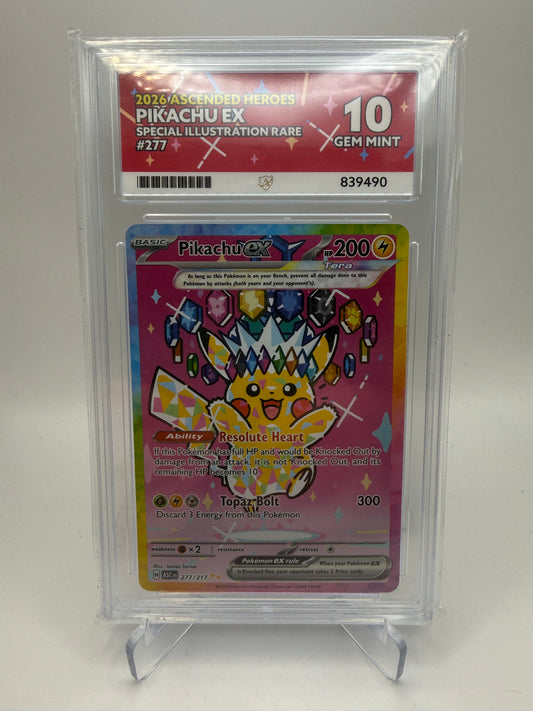 2026 ASCENDED HEROES
PIKACHU EX
SPECIAL ILLUSTRATION RARE
#277
10
GEM MINT
839490
BASIC
Pikachu ex
HP 200
Tera
As long as this Pokémon is on your Bench, prevent all damage done to this
Pokémon by attacks (both yours and your opponent's).
Ability Resolute Heart
If this Pokémon has full HP and would be Knocked Out by
damage from an attack, it is not Knocked Out, and its
remaining HP becomes 10.
Topaz Bolt 300
Discard 3 Energy from this Pokémon.
weakness ×2 resistance retreat
Pokémon ex rule When your Pokémon ex
is Knocked Out, your opponent takes 2 Prize cards.
Illus. James Turner
ASC EN 277/217